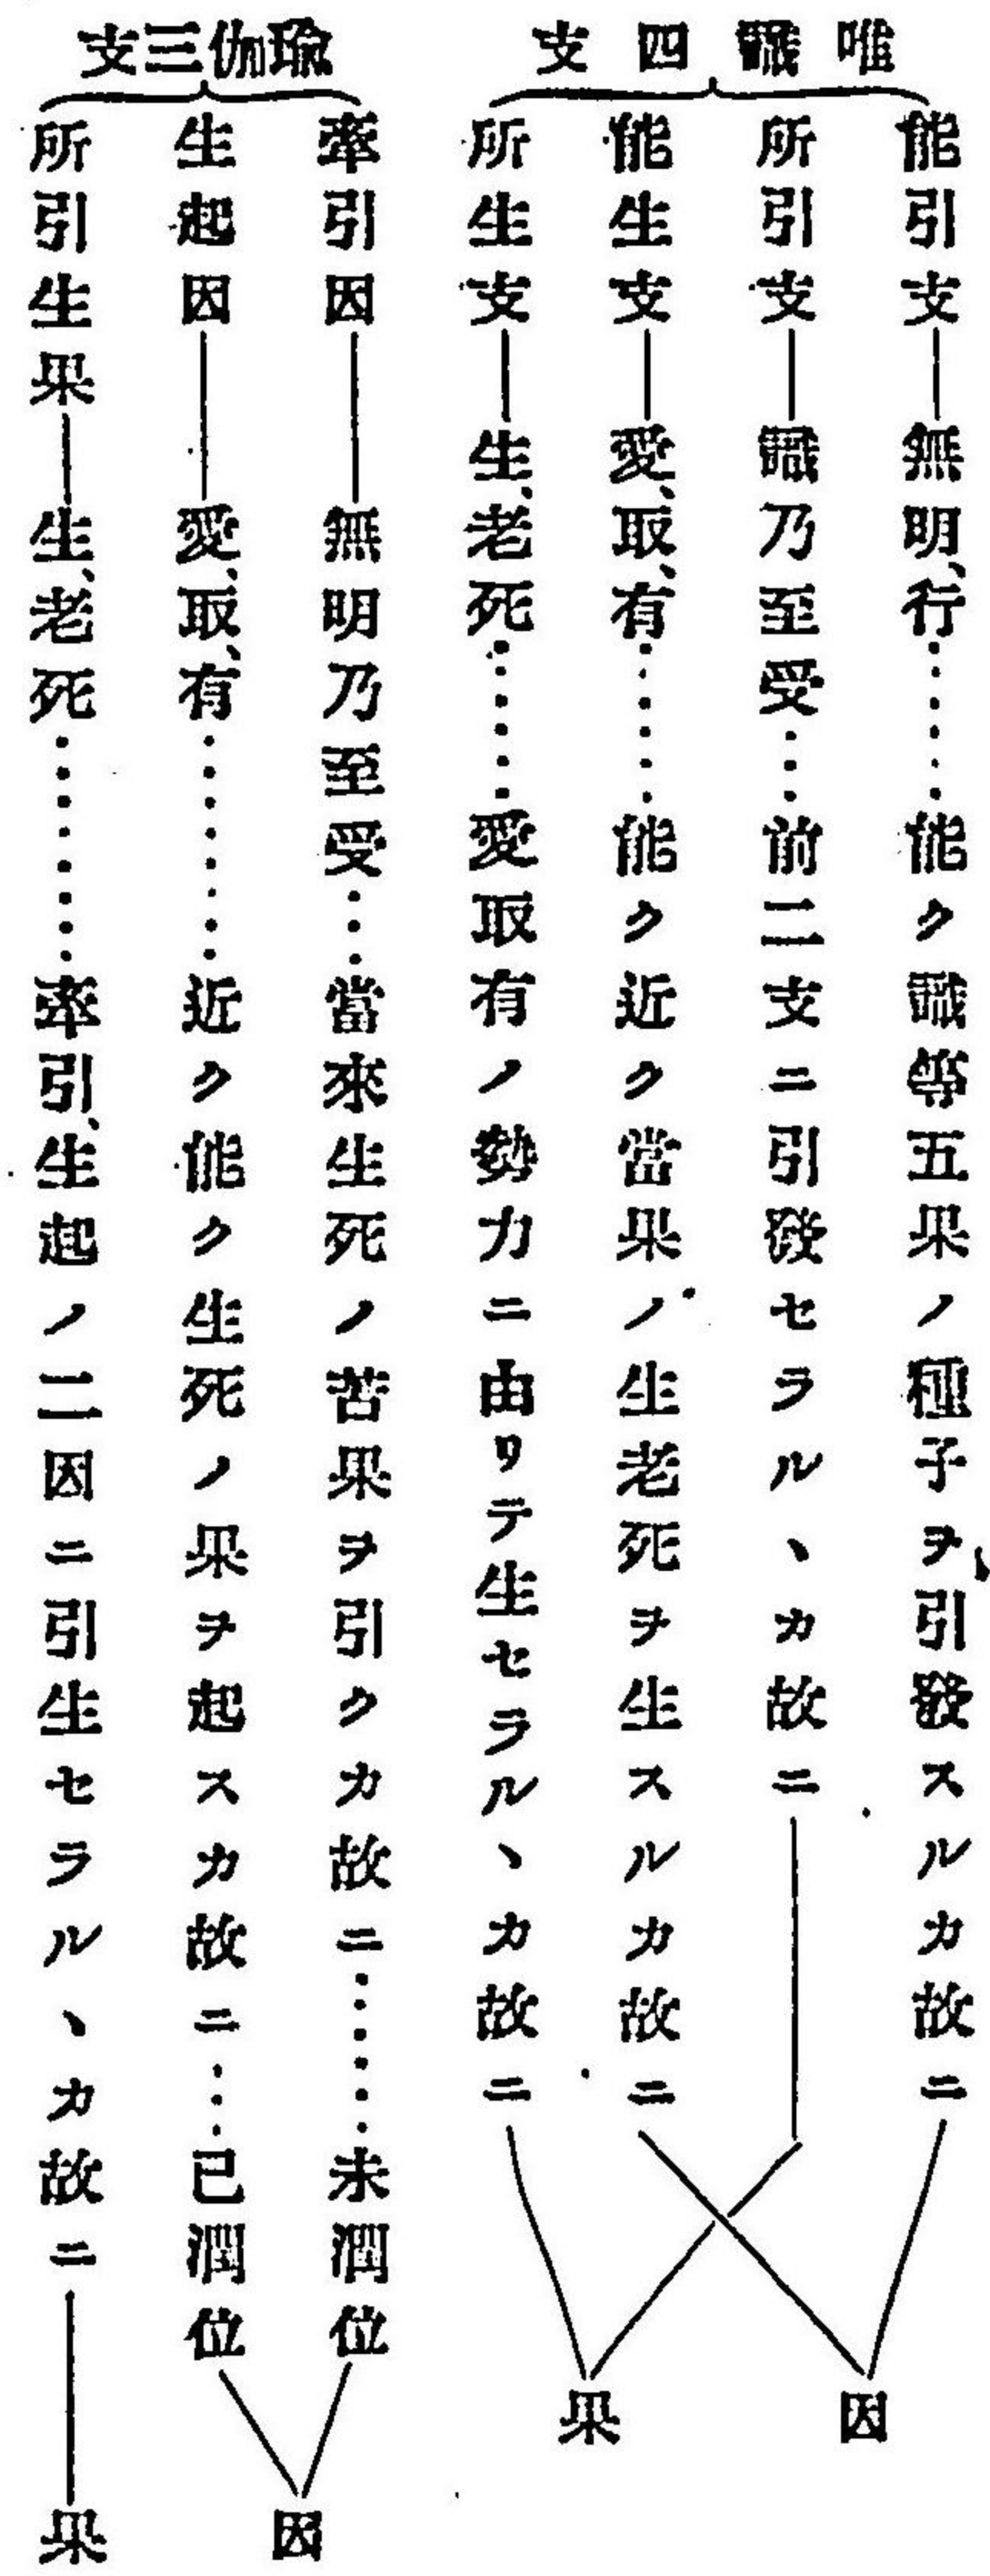 唯識四支
能引支──無明、行……能ク識等五果ノ種子ヲ引發スルカ故ニ
所引支──識乃至受……前二支ニ引發セラルヽカ故ニ
能生支──愛、取、有……能ク近ク當果ノ生老死ヲ生スルカ故ニ
所生支──生、老死……愛取有ノ勢力ニ由リテ生セラルヽカ故ニ
因
果
瑜伽三支
牽引因──無明乃至受……當來生死ノ苦果ヲ引クカ故ニ……未潤位
生起因──愛、取、有……近ク能ク生死ノ果ヲ起スカ故ニ……已潤位
所引生果──生、老死……牽引、生起ノ二因ニ引生セラルヽカ故ニ──果
因